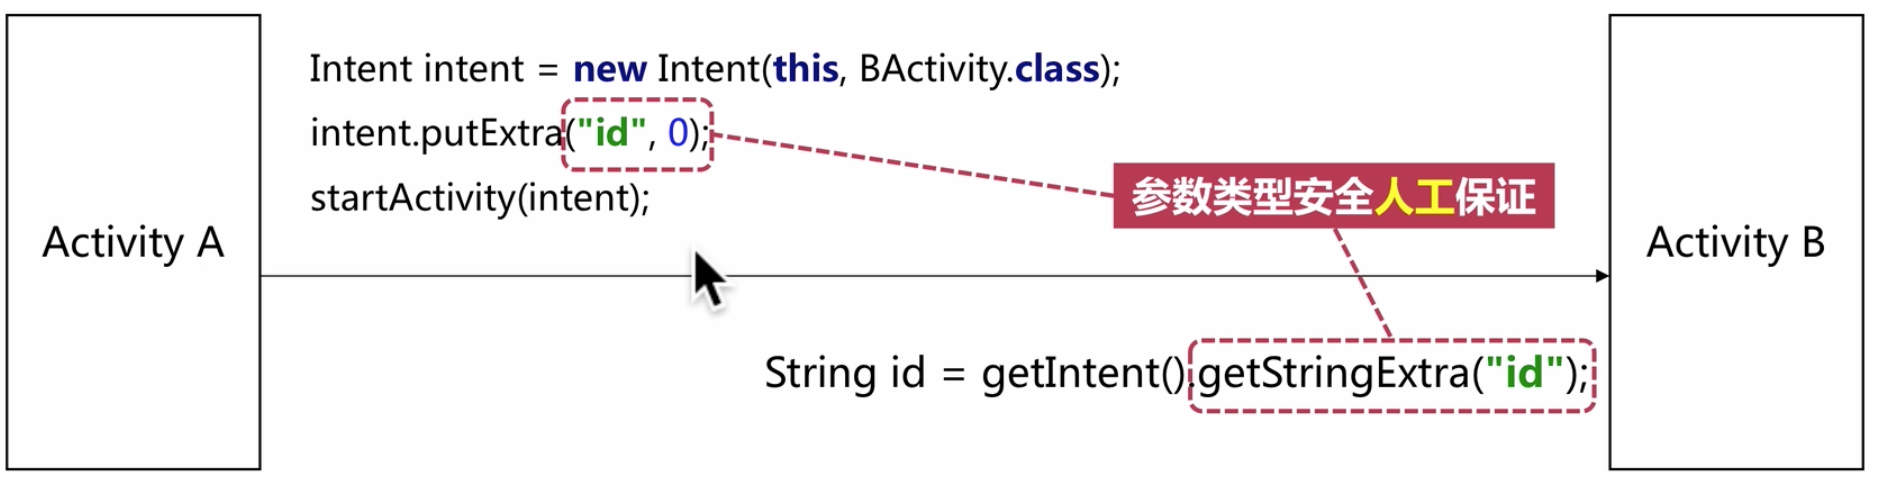 Activity A
Intent intent = new Intent(this, BActivity.class);
intent.putExtra("id", 0);
startActivity(intent);
参数类型安全人工保证
String id = getIntent().getStringExtra("id");
Activity B